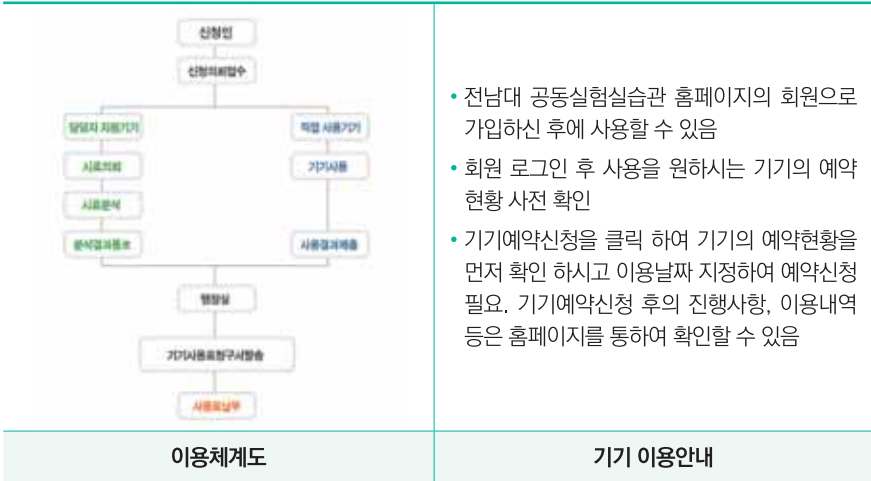 신청인
신청의뢰접수
담당자 지원기기
직접 사용기기
시료의뢰
기기사용
시료분석
분석결과통보
사용결과제출
행정실
기기사용료청구서발송
사용료납부
• 전남대 공동실험실습관 홈페이지의 회원으로
가입하신 후에 사용할 수 있음
• 회원 로그인 후 사용을 원하시는 기기의 예약
현황 사전 확인
• 기기예약신청을 클릭 하여 기기의 예약현황을
먼저 확인 하시고 이용날짜 지정하여 예약신청
필요. 기기예약신청 후의 진행사항, 이용내역
등은 홈페이지를 통하여 확인할 수 있음
이용체계도
기기 이용안내